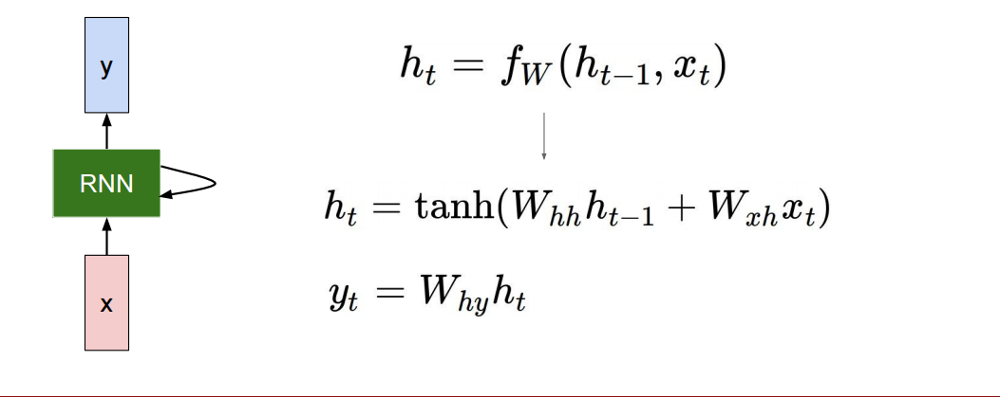 y
RNN
x
h_t = f_W(h_{t-1}, x_t)
h_t = tanh(W_{hh}h_{t-1} + W_{xh}x_t)
y_t = W_{hy}h_t